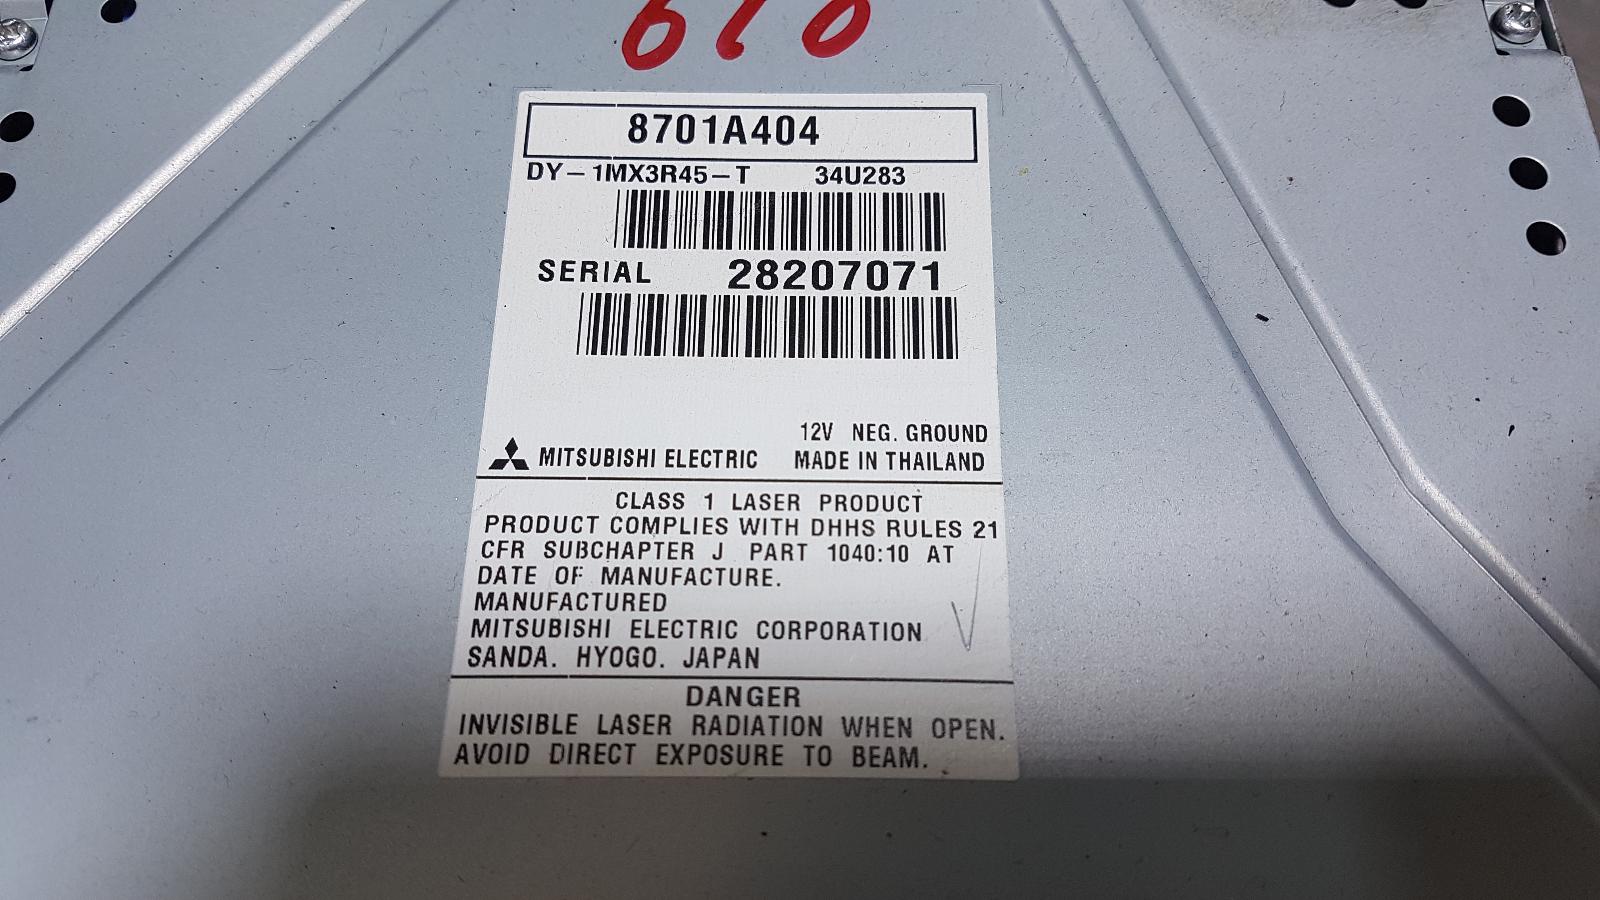 8701A404
DY-1MX3R45-T 34U283
SERIAL 28207071
12V NEG. GROUND
MITSUBISHI ELECTRIC MADE IN THAILAND
CLASS 1 LASER PRODUCT
PRODUCT COMPLIES WITH DHHS RULES 21
CFR SUBCHAPTER J PART 1040:10 AT
DATE OF MANUFACTURE.
MANUFACTURED
MITSUBISHI ELECTRIC CORPORATION
SANDA. HYOGO. JAPAN
DANGER
INVISIBLE LASER RADIATION WHEN OPEN.
AVOID DIRECT EXPOSURE TO BEAM.